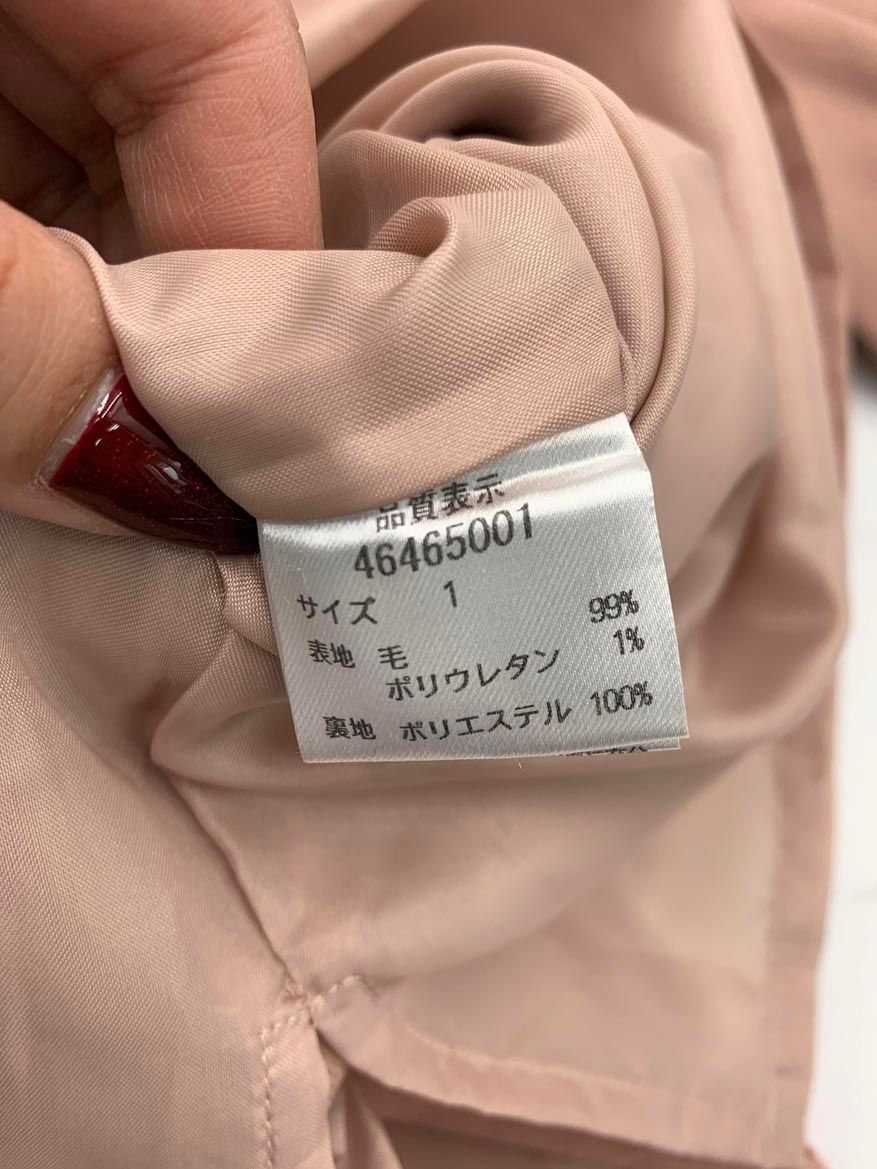 品質表示
46465001
サイズ 1
表地 毛 99%
ポリウレタン 1%
裏地 ポリエステル 100%